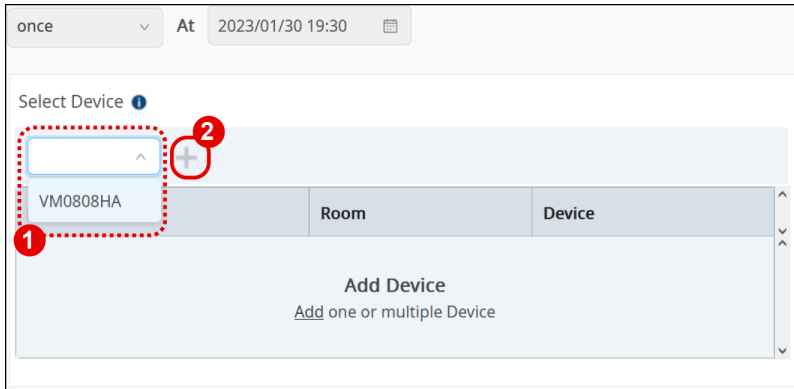 once At 2023/01/30 19:30
Select Device i
2
VM0808HA
Room Device
1
Add Device
Add one or multiple Device